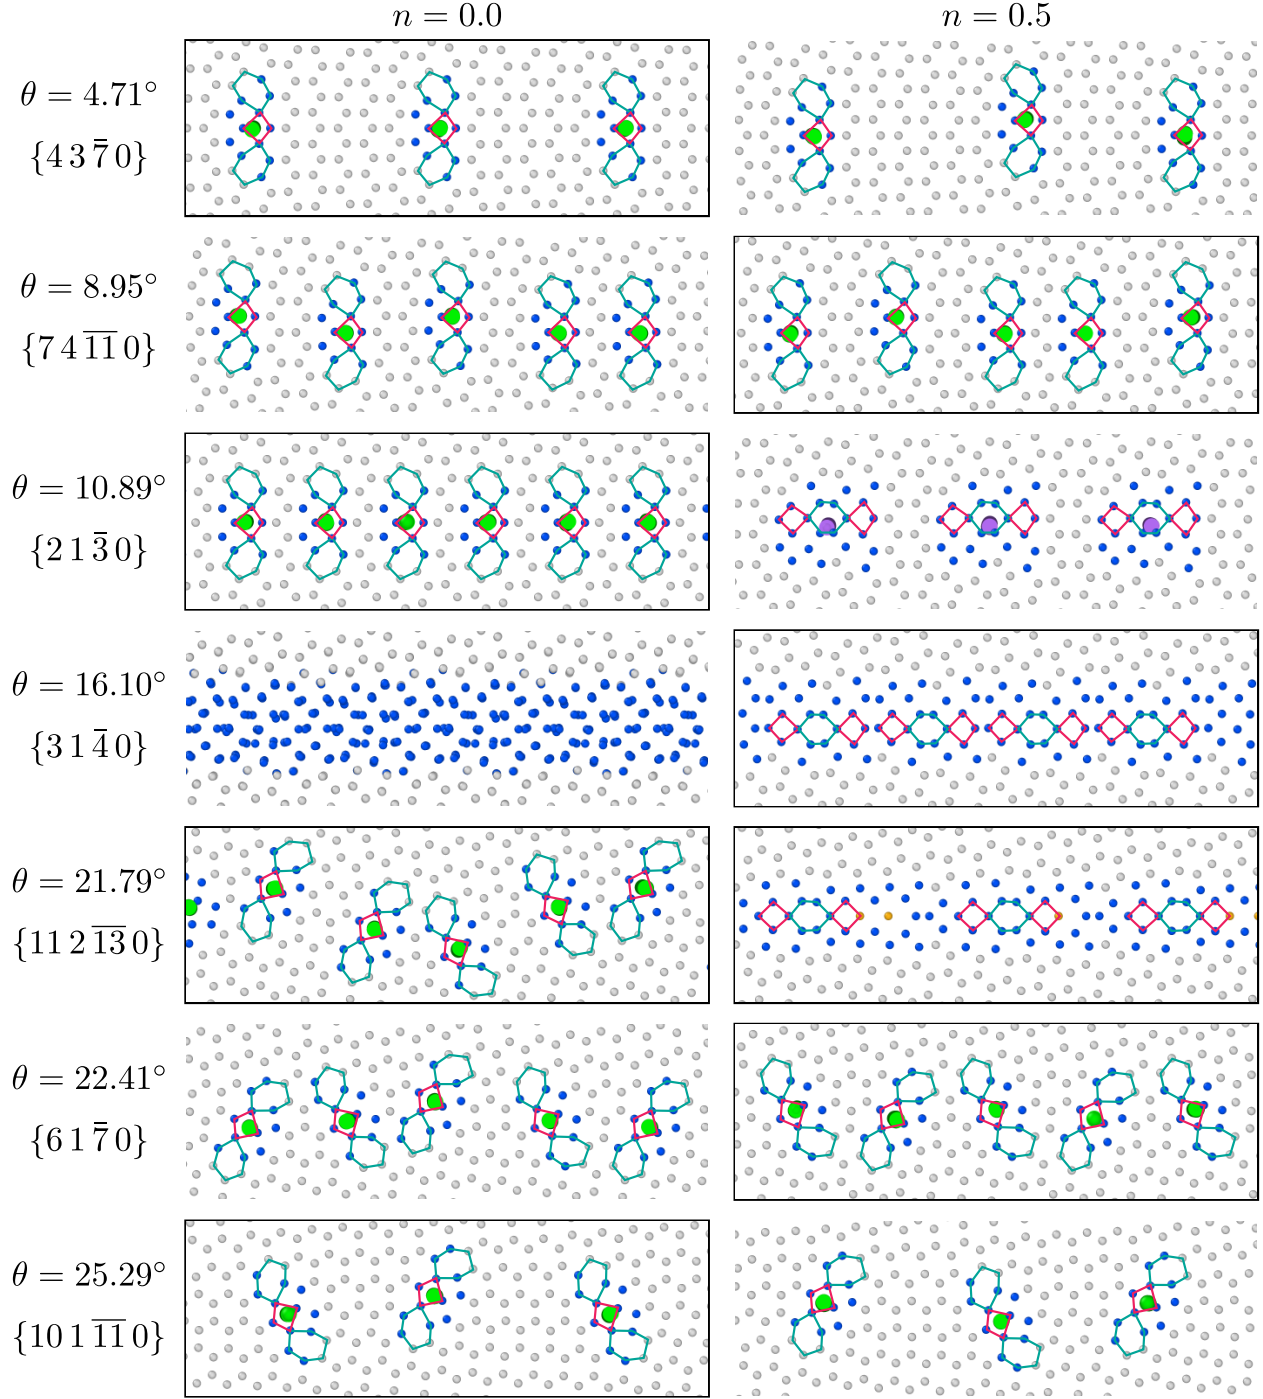 n = 0.0
n = 0.5
θ = 4.71°
{4 3 7̅ 0}
θ = 8.95°
{7 4 1̅1̅ 0}
θ = 10.89°
{2 1 3̅ 0}
θ = 16.10°
{3 1 4̅ 0}
θ = 21.79°
{11 2 1̅3̅ 0}
θ = 22.41°
{6 1 7̅ 0}
θ = 25.29°
{10 1 1̅1̅ 0}